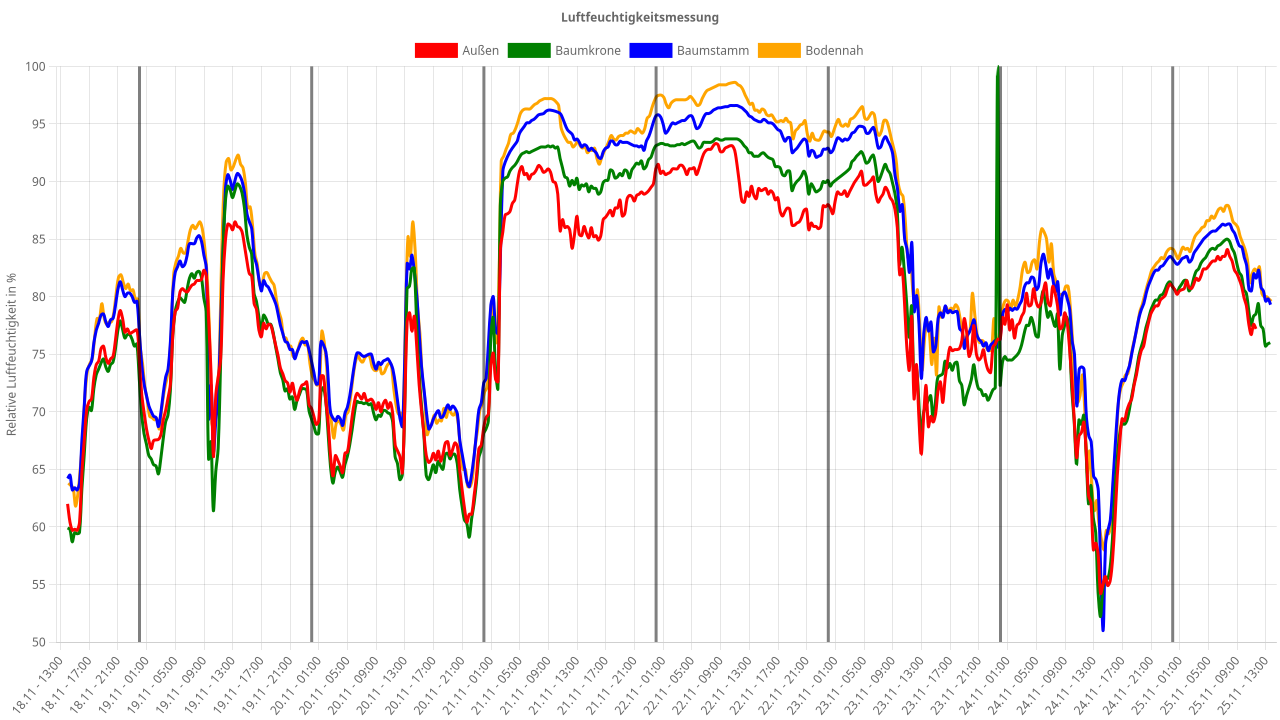 Luftfeuchtigkeitsmessung
Außen Baumkrone Baumstamm Bodennah
Relative Luftfeuchtigkeit in %
100
95
90
85
80
75
70
65
60
55
50
18.11 - 13:00
18.11 - 17:00
18.11 - 21:00
19.11 - 01:00
19.11 - 05:00
19.11 - 09:00
19.11 - 13:00
19.11 - 17:00
19.11 - 21:00
20.11 - 01:00
20.11 - 05:00
20.11 - 09:00
20.11 - 13:00
20.11 - 17:00
20.11 - 21:00
21.11 - 01:00
21.11 - 05:00
21.11 - 09:00
21.11 - 13:00
21.11 - 17:00
21.11 - 21:00
22.11 - 01:00
22.11 - 05:00
22.11 - 09:00
22.11 - 13:00
22.11 - 17:00
22.11 - 21:00
23.11 - 01:00
23.11 - 05:00
23.11 - 09:00
23.11 - 13:00
23.11 - 17:00
23.11 - 21:00
24.11 - 01:00
24.11 - 05:00
24.11 - 09:00
24.11 - 13:00
24.11 - 17:00
24.11 - 21:00
25.11 - 01:00
25.11 - 05:00
25.11 - 09:00
25.11 - 13:00